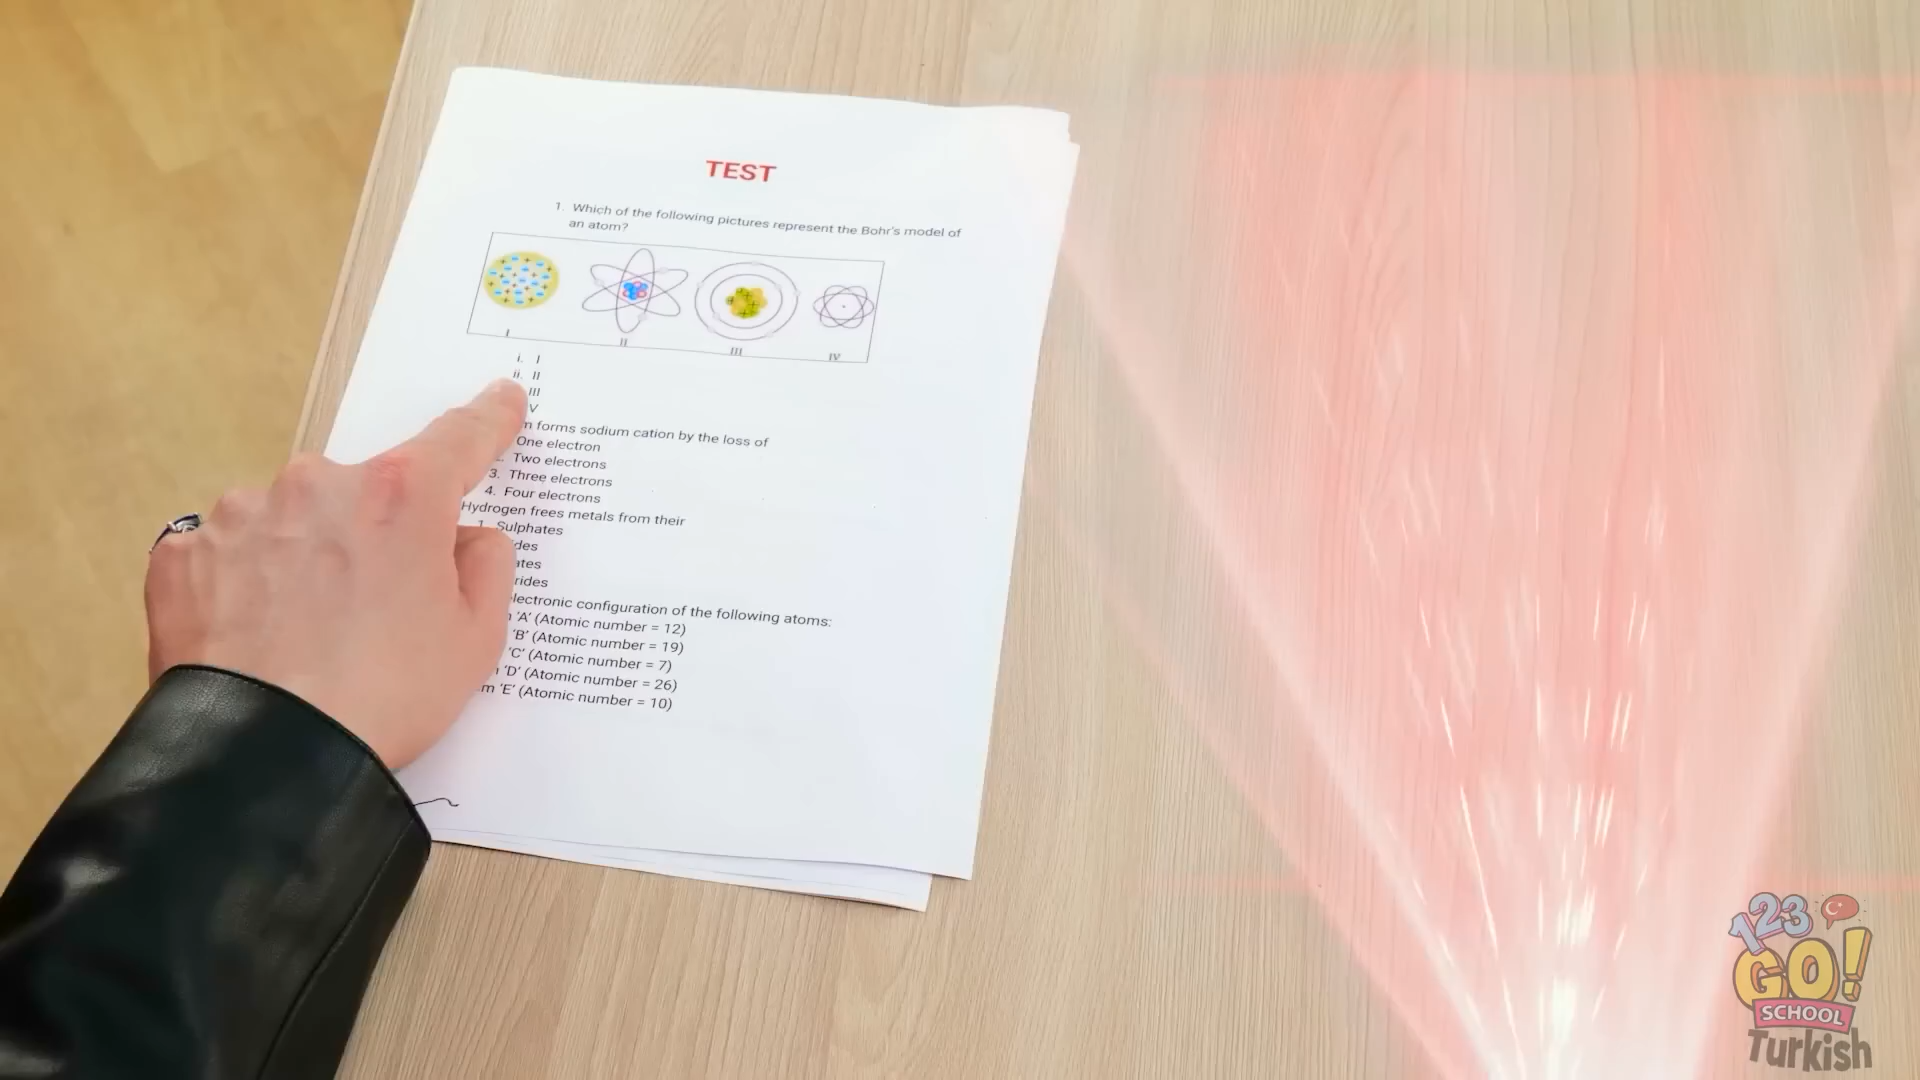 TEST
1. Which of the following pictures represent the Bohr's model of
an atom?
I
II
III
IV
i. I
ii. II
III
V
n forms sodium cation by the loss of
One electron
Two electrons
3. Three electrons
4. Four electrons
Hydrogen frees metals from their
1. Sulphates
ides
ates
rides
lectronic configuration of the following atoms:
'A' (Atomic number = 12)
'B' (Atomic number = 19)
'C' (Atomic number = 7)
'D' (Atomic number = 26)
m 'E' (Atomic number = 10)
123
GO!
SCHOOL
Turkish